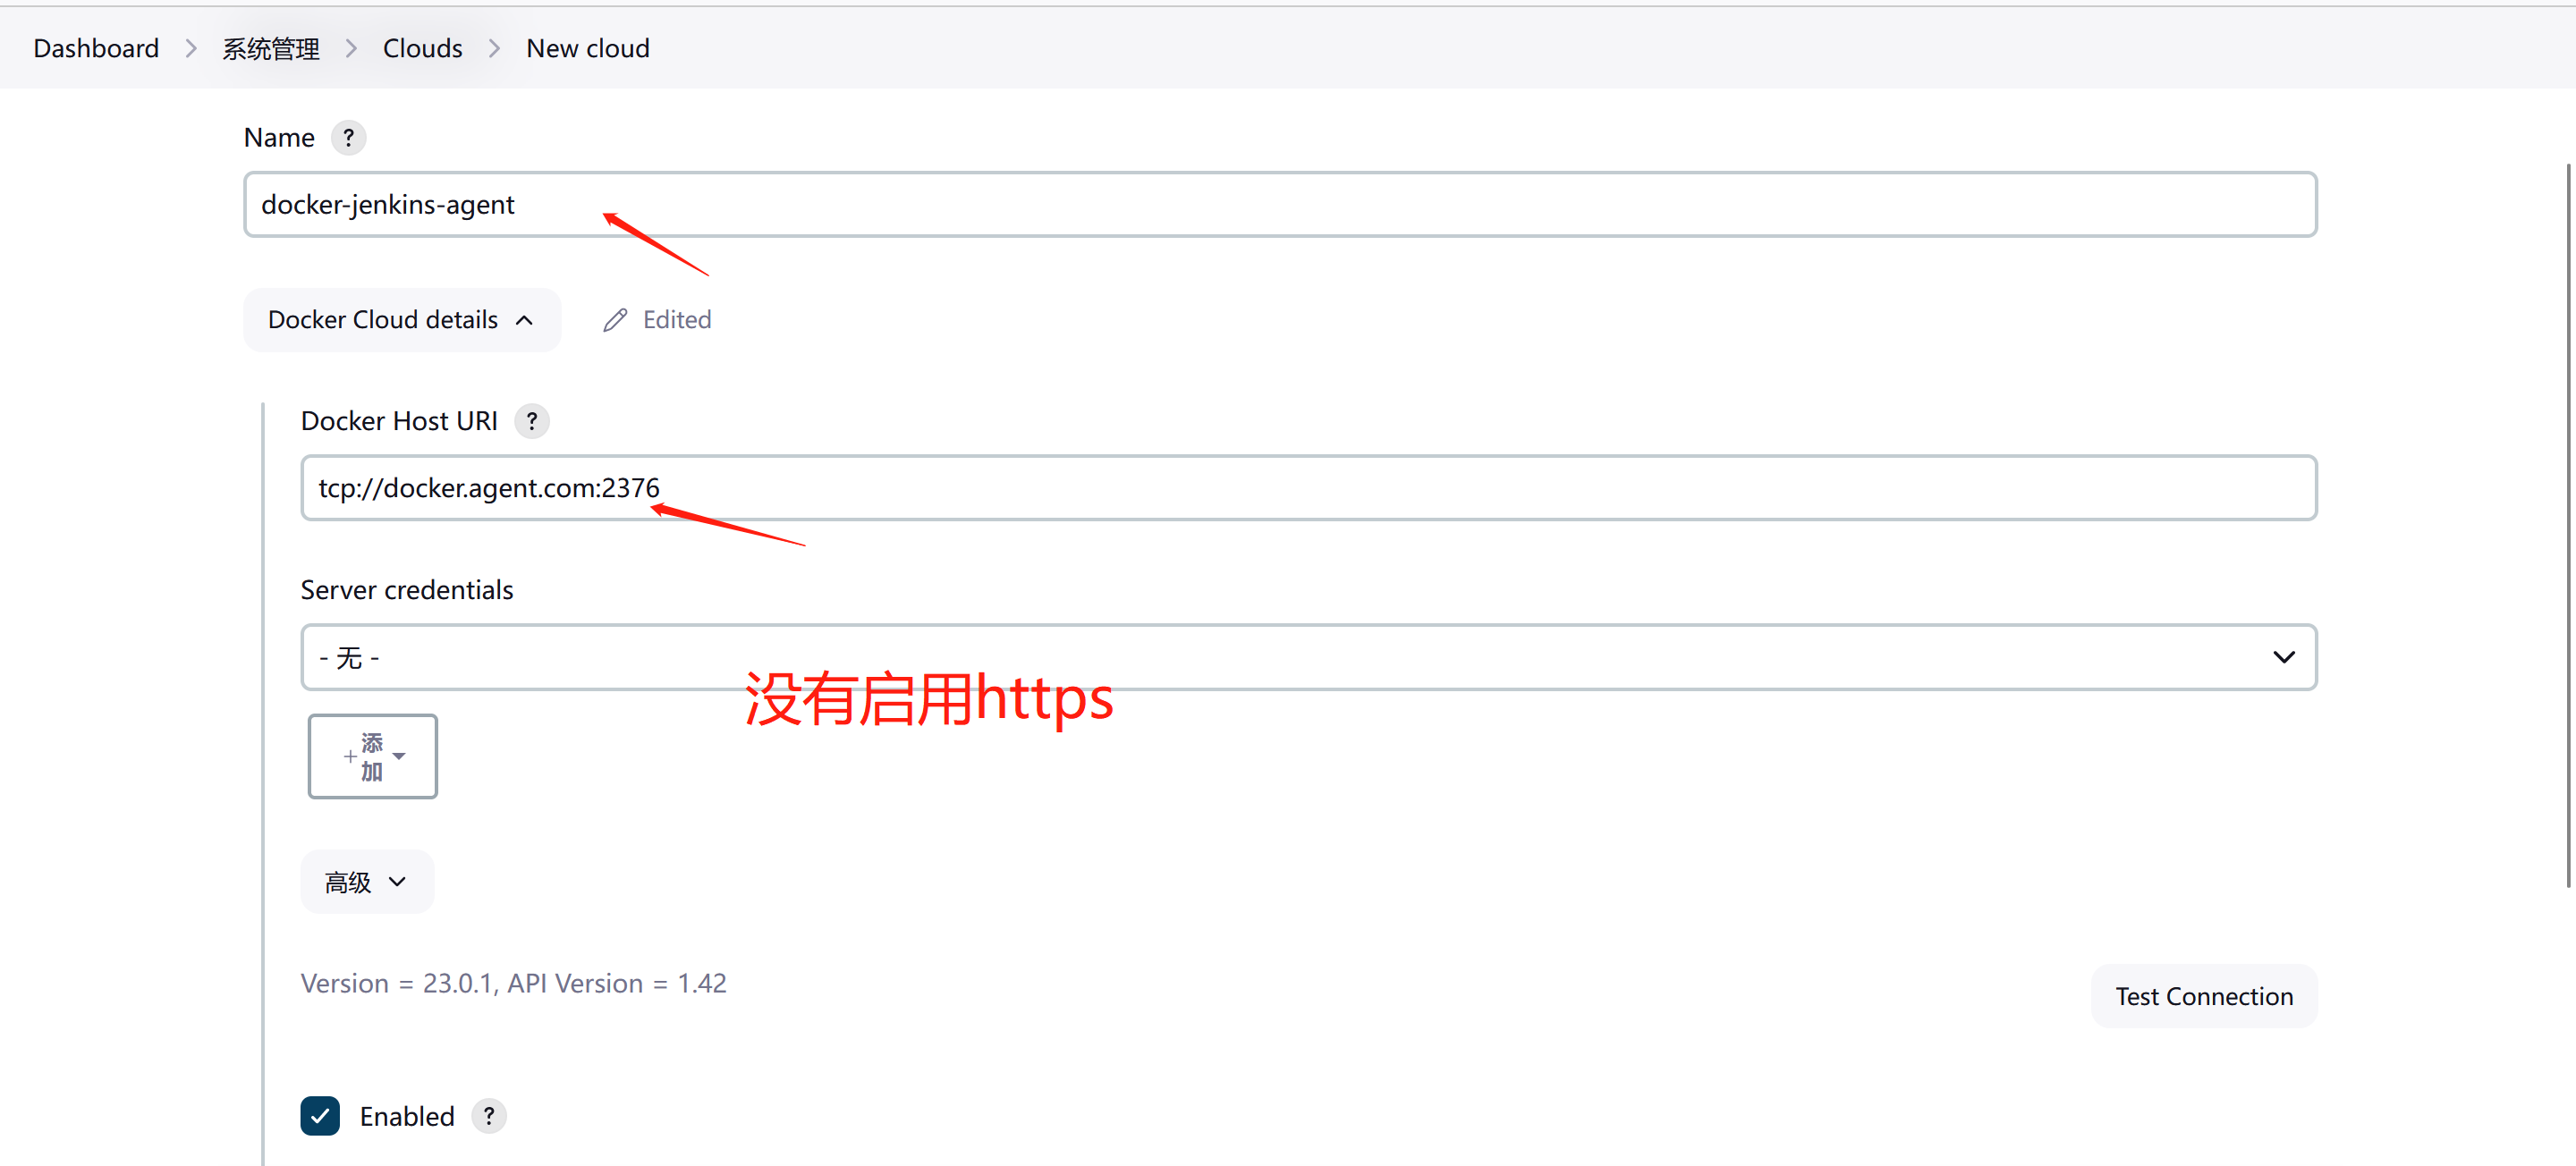 Dashboard > 系统管理 > Clouds > New cloud
Name ?
docker-jenkins-agent
Docker Cloud details Edited
Docker Host URI ?
tcp://docker.agent.com:2376
Server credentials
- 无 -
没有启用https
+添加
高级
Version = 23.0.1, API Version = 1.42
Test Connection
Enabled ?